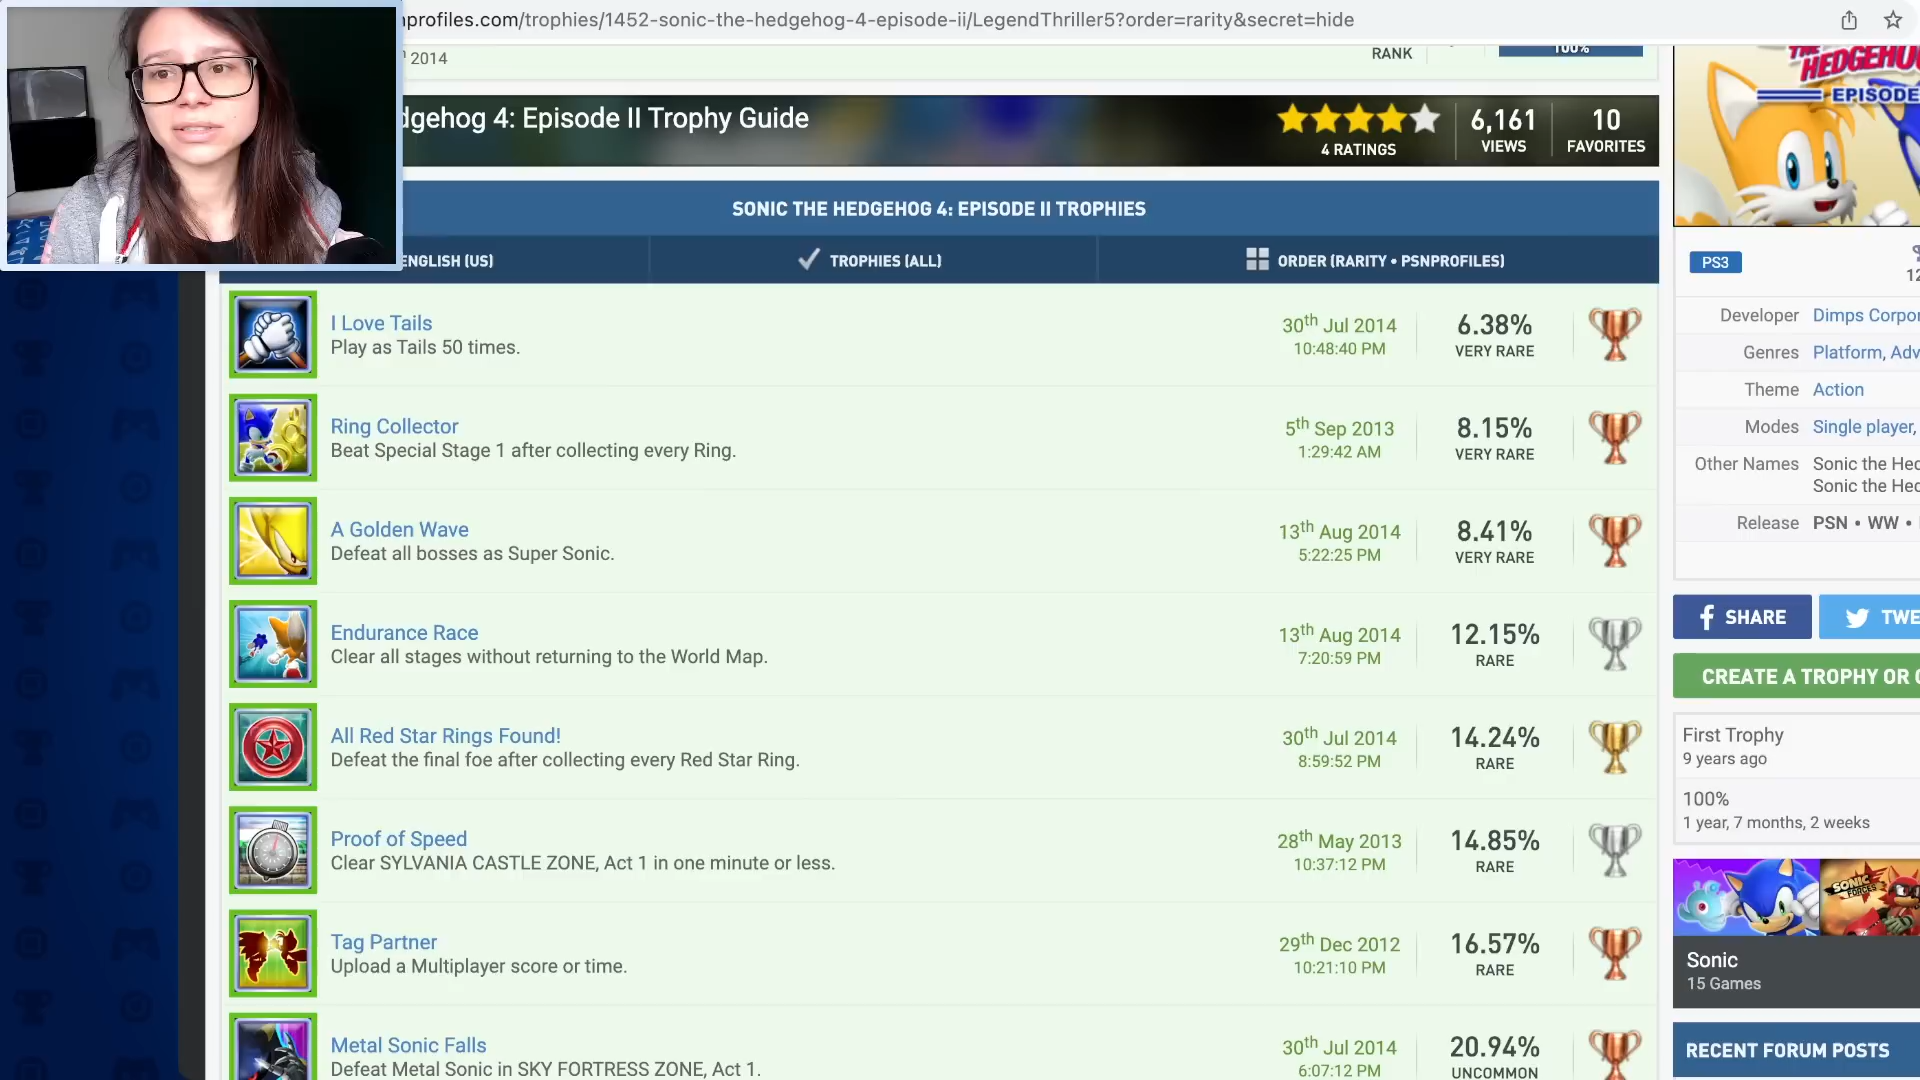 nprofiles.com/trophies/1452-sonic-the-hedgehog-4-episode-ii/LegendThriller5?order=rarity&secret=hide
2014
RANK
100%
dgehog 4: Episode II Trophy Guide
4 RATINGS
6,161
VIEWS
10
FAVORITES
SONIC THE HEDGEHOG 4: EPISODE II TROPHIES
ENGLISH (US)
TROPHIES (ALL)
ORDER (RARITY • PSNPROFILES)
I Love Tails
Play as Tails 50 times.
30th Jul 2014
10:48:40 PM
6.38%
VERY RARE
Ring Collector
Beat Special Stage 1 after collecting every Ring.
5th Sep 2013
1:29:42 AM
8.15%
VERY RARE
A Golden Wave
Defeat all bosses as Super Sonic.
13th Aug 2014
5:22:25 PM
8.41%
VERY RARE
Endurance Race
Clear all stages without returning to the World Map.
13th Aug 2014
7:20:59 PM
12.15%
RARE
All Red Star Rings Found!
Defeat the final foe after collecting every Red Star Ring.
30th Jul 2014
8:59:52 PM
14.24%
RARE
Proof of Speed
Clear SYLVANIA CASTLE ZONE, Act 1 in one minute or less.
28th May 2013
10:37:12 PM
14.85%
RARE
Tag Partner
Upload a Multiplayer score or time.
29th Dec 2012
10:21:10 PM
16.57%
RARE
Metal Sonic Falls
Defeat Metal Sonic in SKY FORTRESS ZONE, Act 1.
30th Jul 2014
6:07:12 PM
20.94%
UNCOMMON
THE
HEDGEHO
EPISODE
PS3
12
Developer Dimps Corpor
Genres Platform, Adv
Theme Action
Modes Single player,
Other Names Sonic the Hed
Sonic the Hed
Release PSN • WW •
SHARE
TWE
CREATE A TROPHY OR
First Trophy
9 years ago
100%
1 year, 7 months, 2 weeks
SONIC
FORCES
Sonic
15 Games
RECENT FORUM POSTS